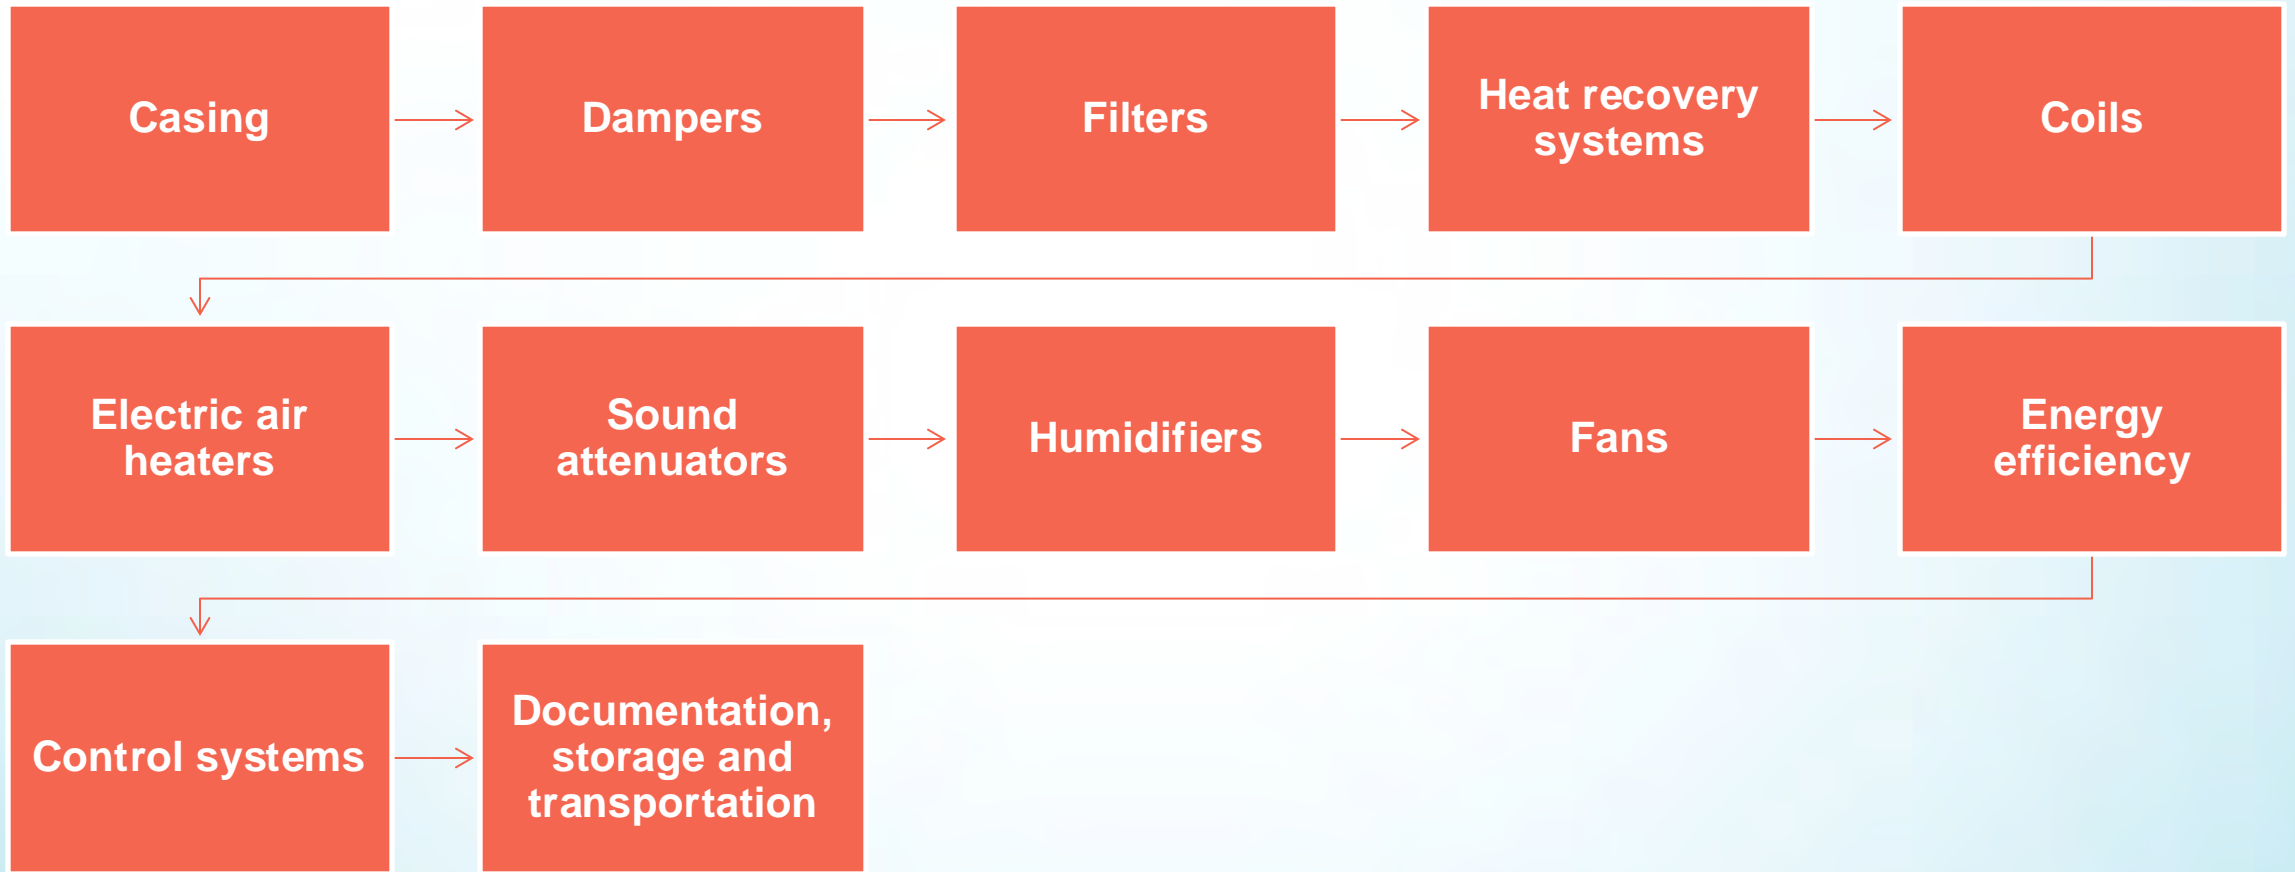 Casing
Dampers
Filters
Heat recovery
systems
Coils
Electric air
heaters
Sound
attenuators
Humidifiers
Fans
Energy
efficiency
Control systems
Documentation,
storage and
transportation